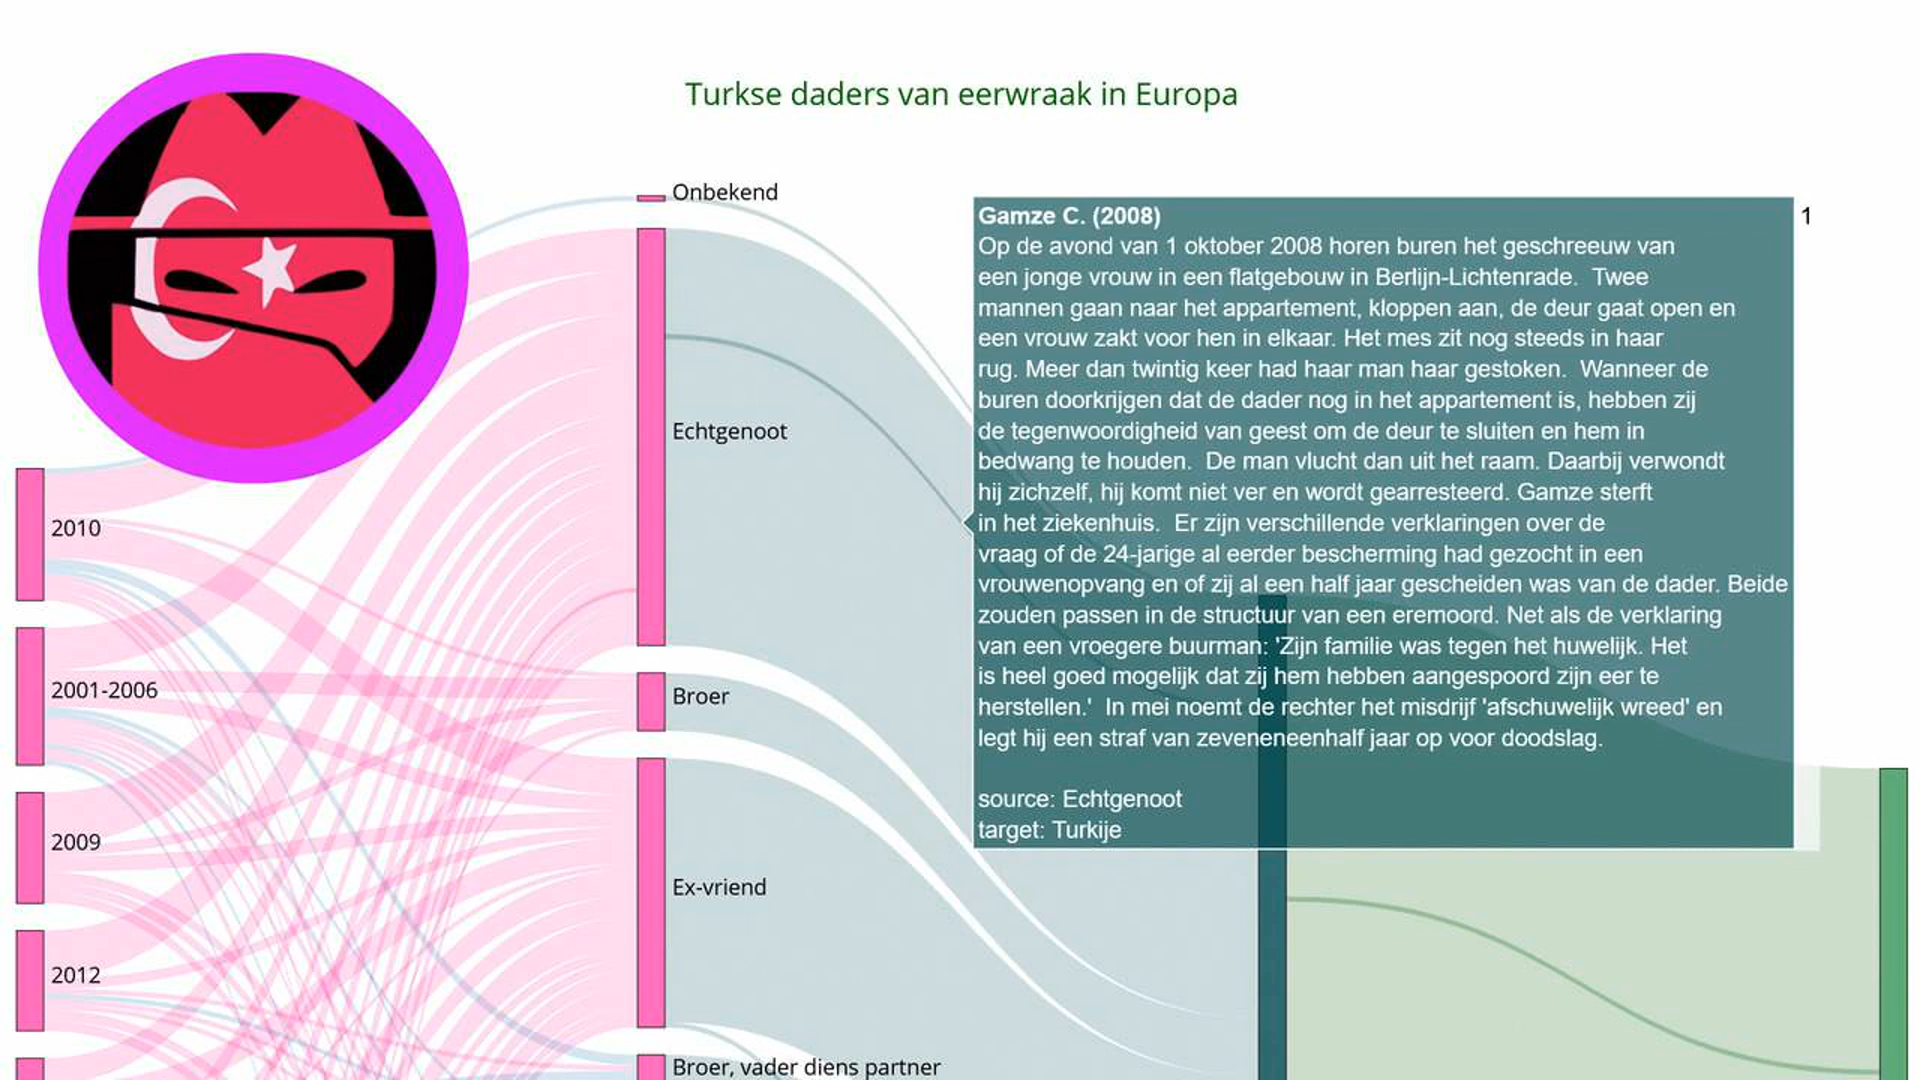 Turkse daders van eerwraak in Europa
Onbekend
Echtgenoot
Broer
Ex-vriend
Broer, vader diens partner
2010
2001-2006
2009
2012
Gamze C. (2008)
Op de avond van 1 oktober 2008 horen buren het geschreeuw van
een jonge vrouw in een flatgebouw in Berlijn-Lichtenrade.  Twee
mannen gaan naar het appartement, kloppen aan, de deur gaat open en
een vrouw zakt voor hen in elkaar. Het mes zit nog steeds in haar
rug. Meer dan twintig keer had haar man haar gestoken.  Wanneer de
buren doorkrijgen dat de dader nog in het appartement is, hebben zij
de tegenwoordigheid van geest om de deur te sluiten en hem in
bedwang te houden.  De man vlucht dan uit het raam. Daarbij verwondt
hij zichzelf, hij komt niet ver en wordt gearresteerd. Gamze sterft
in het ziekenhuis.  Er zijn verschillende verklaringen over de
vraag of de 24-jarige al eerder bescherming had gezocht in een
vrouwenopvang en of zij al een half jaar gescheiden was van de dader. Beide
zouden passen in de structuur van een eremoord. Net als de verklaring
van een vroegere buurman: 'Zijn familie was tegen het huwelijk. Het
is heel goed mogelijk dat zij hem hebben aangespoord zijn eer te
herstellen.'  In mei noemt de rechter het misdrijf 'afschuwelijk wreed' en
legt hij een straf van zeveneneenhalf jaar op voor doodslag.
source: Echtgenoot
target: Turkije
1